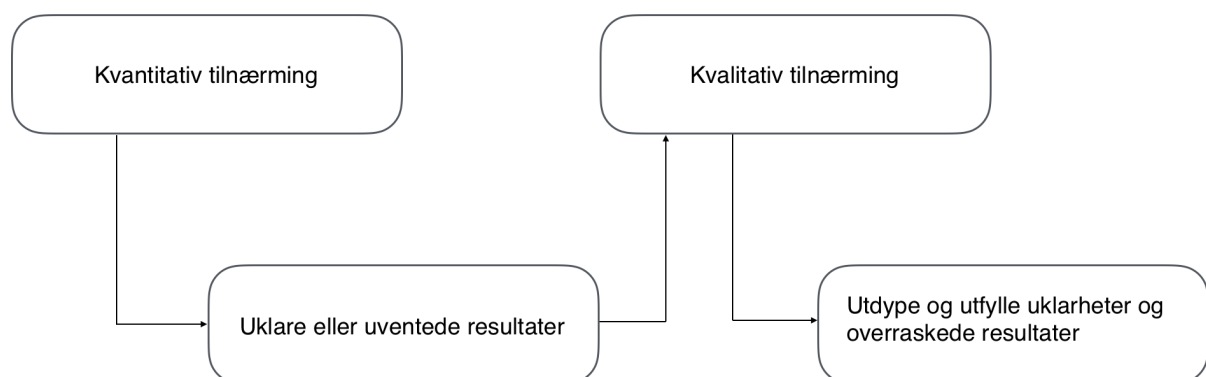 Kvantitativ tilnærming
Kvalitativ tilnærming
Uklare eller uventede resultater
Utdype og utfylle uklarheter og
overraskede resultater